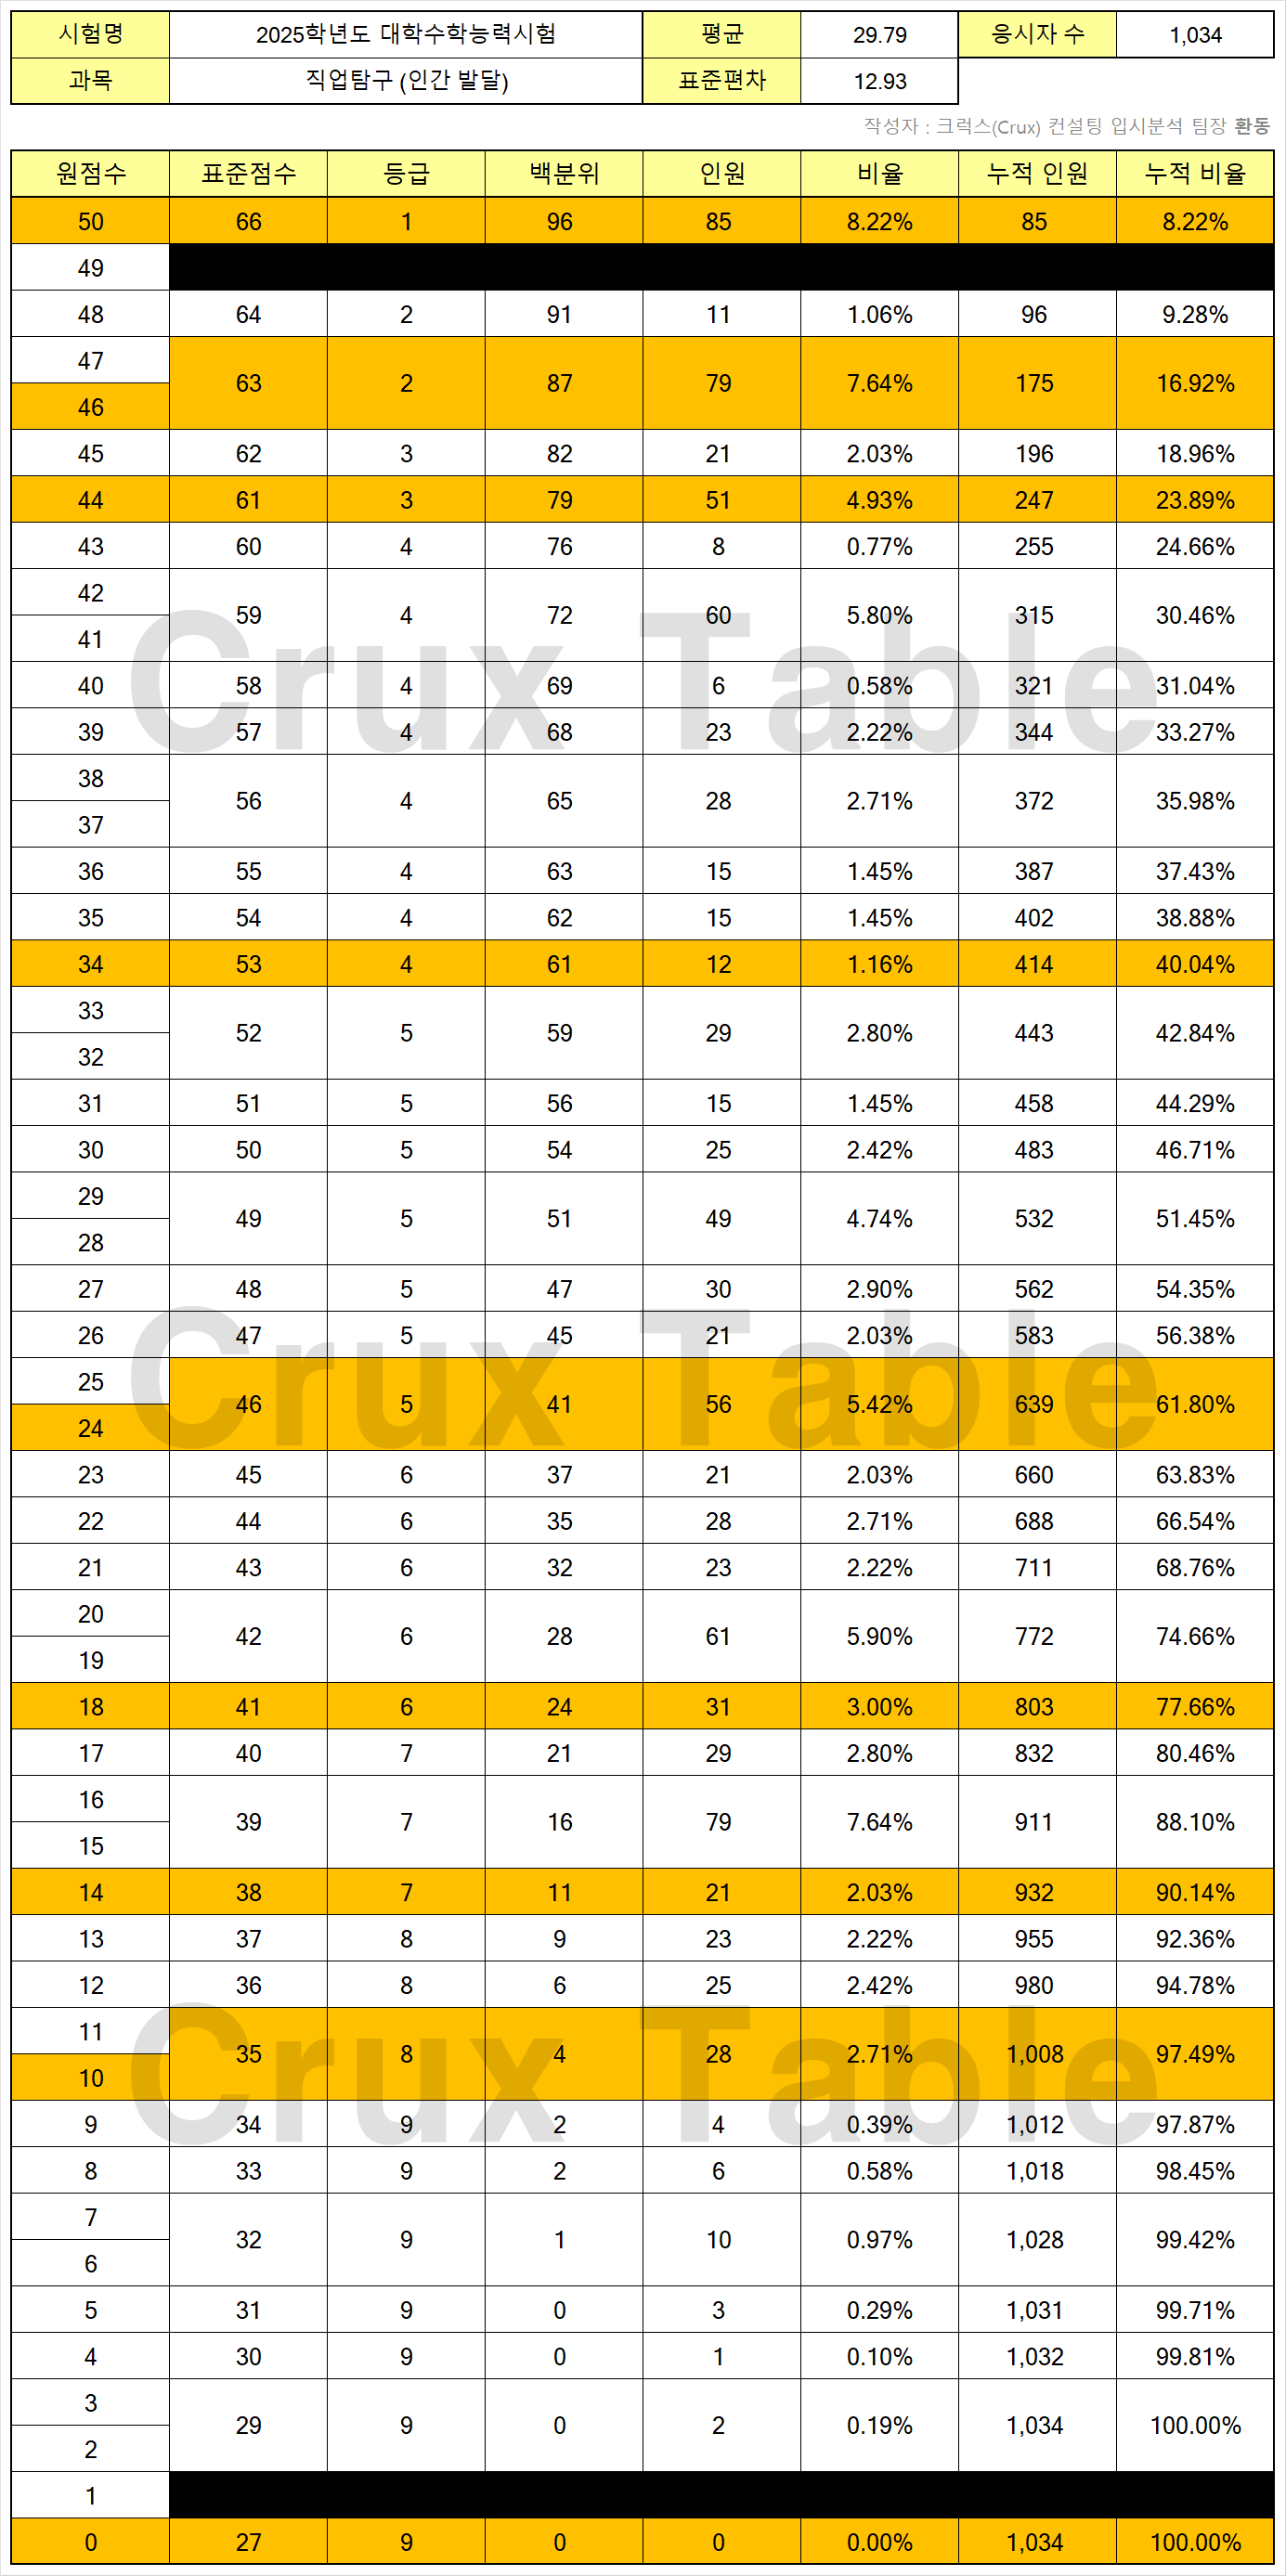 시험명 2025학년도 대학수학능력시험 평균 29.79 응시자 수 1,034
과목 직업탐구 (인간 발달) 표준편차 12.93
작성자 : 크럭스(Crux) 컨설팅 입시분석 팀장 환동
원점수 표준점수 등급 백분위 인원 비율 누적 인원 누적 비율
50 66 1 96 85 8.22% 85 8.22%
49
48 64 2 91 11 1.06% 96 9.28%
47
63 2 87 79 7.64% 175 16.92%
46
45 62 3 82 21 2.03% 196 18.96%
44 61 3 79 51 4.93% 247 23.89%
43 60 4 76 8 0.77% 255 24.66%
42
59 4 72 60 5.80% 315 30.46%
41
Crux Table
40 58 4 69 6 0.58% 321 31.04%
39 57 4 68 23 2.22% 344 33.27%
38
56 4 65 28 2.71% 372 35.98%
37
36 55 4 63 15 1.45% 387 37.43%
35 54 4 62 15 1.45% 402 38.88%
34 53 4 61 12 1.16% 414 40.04%
33
52 5 59 29 2.80% 443 42.84%
32
31 51 5 56 15 1.45% 458 44.29%
30 50 5 54 25 2.42% 483 46.71%
29
49 5 51 49 4.74% 532 51.45%
28
27 48 5 47 30 2.90% 562 54.35%
26 47 5 45 21 2.03% 583 56.38%
Crux Table
25
46 5 41 56 5.42% 639 61.80%
24
23 45 6 37 21 2.03% 660 63.83%
22 44 6 35 28 2.71% 688 66.54%
21 43 6 32 23 2.22% 711 68.76%
20
42 6 28 61 5.90% 772 74.66%
19
18 41 6 24 31 3.00% 803 77.66%
17 40 7 21 29 2.80% 832 80.46%
16
39 7 16 79 7.64% 911 88.10%
15
14 38 7 11 21 2.03% 932 90.14%
13 37 8 9 23 2.22% 955 92.36%
12 36 8 6 25 2.42% 980 94.78%
11
35 8 4 28 2.71% 1,008 97.49%
10
Crux Table
9 34 9 2 4 0.39% 1,012 97.87%
8 33 9 2 6 0.58% 1,018 98.45%
7
32 9 1 10 0.97% 1,028 99.42%
6
5 31 9 0 3 0.29% 1,031 99.71%
4 30 9 0 1 0.10% 1,032 99.81%
3
29 9 0 2 0.19% 1,034 100.00%
2
1
0 27 9 0 0 0.00% 1,034 100.00%